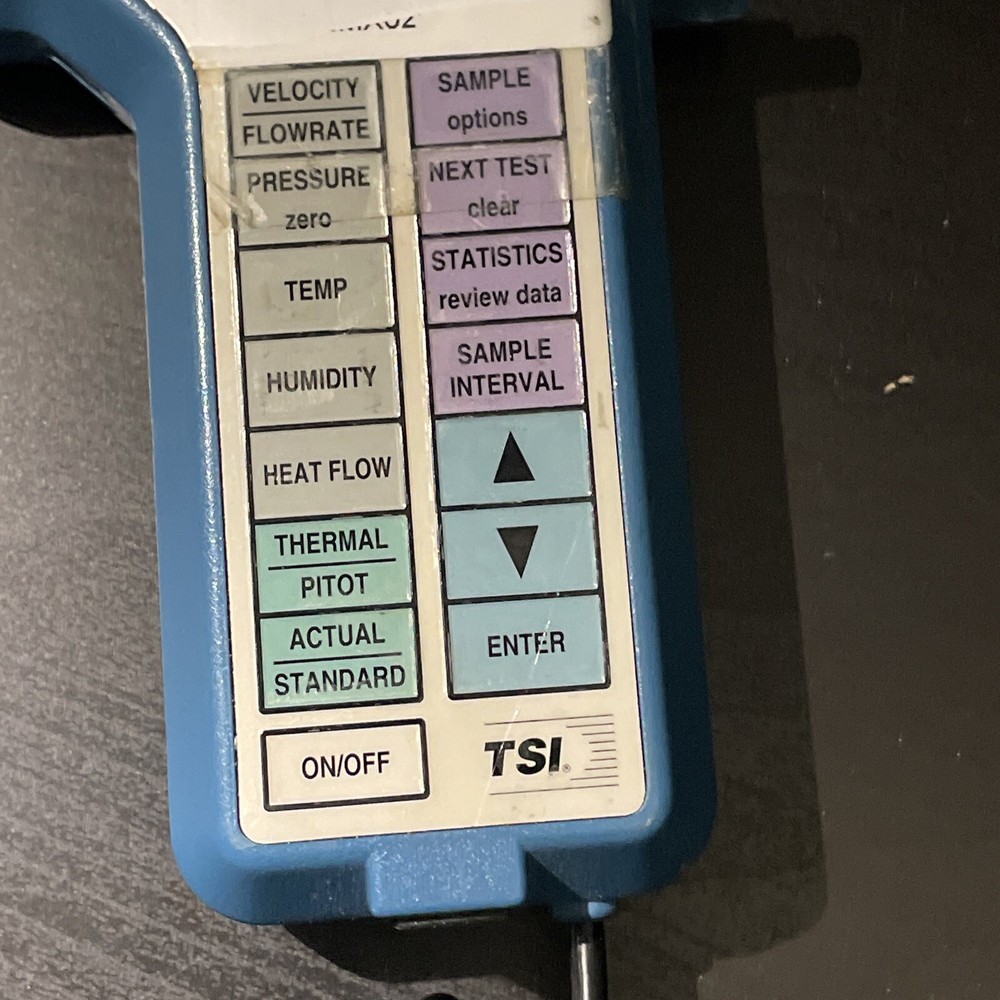 VELOCITY
FLOWRATE
PRESSURE
zero
TEMP
HUMIDITY
HEAT FLOW
THERMAL
PITOT
ACTUAL
STANDARD
ON/OFF
SAMPLE
options
NEXT TEST
clear
STATISTICS
review data
SAMPLE
INTERVAL
▲
▼
ENTER
TSI®